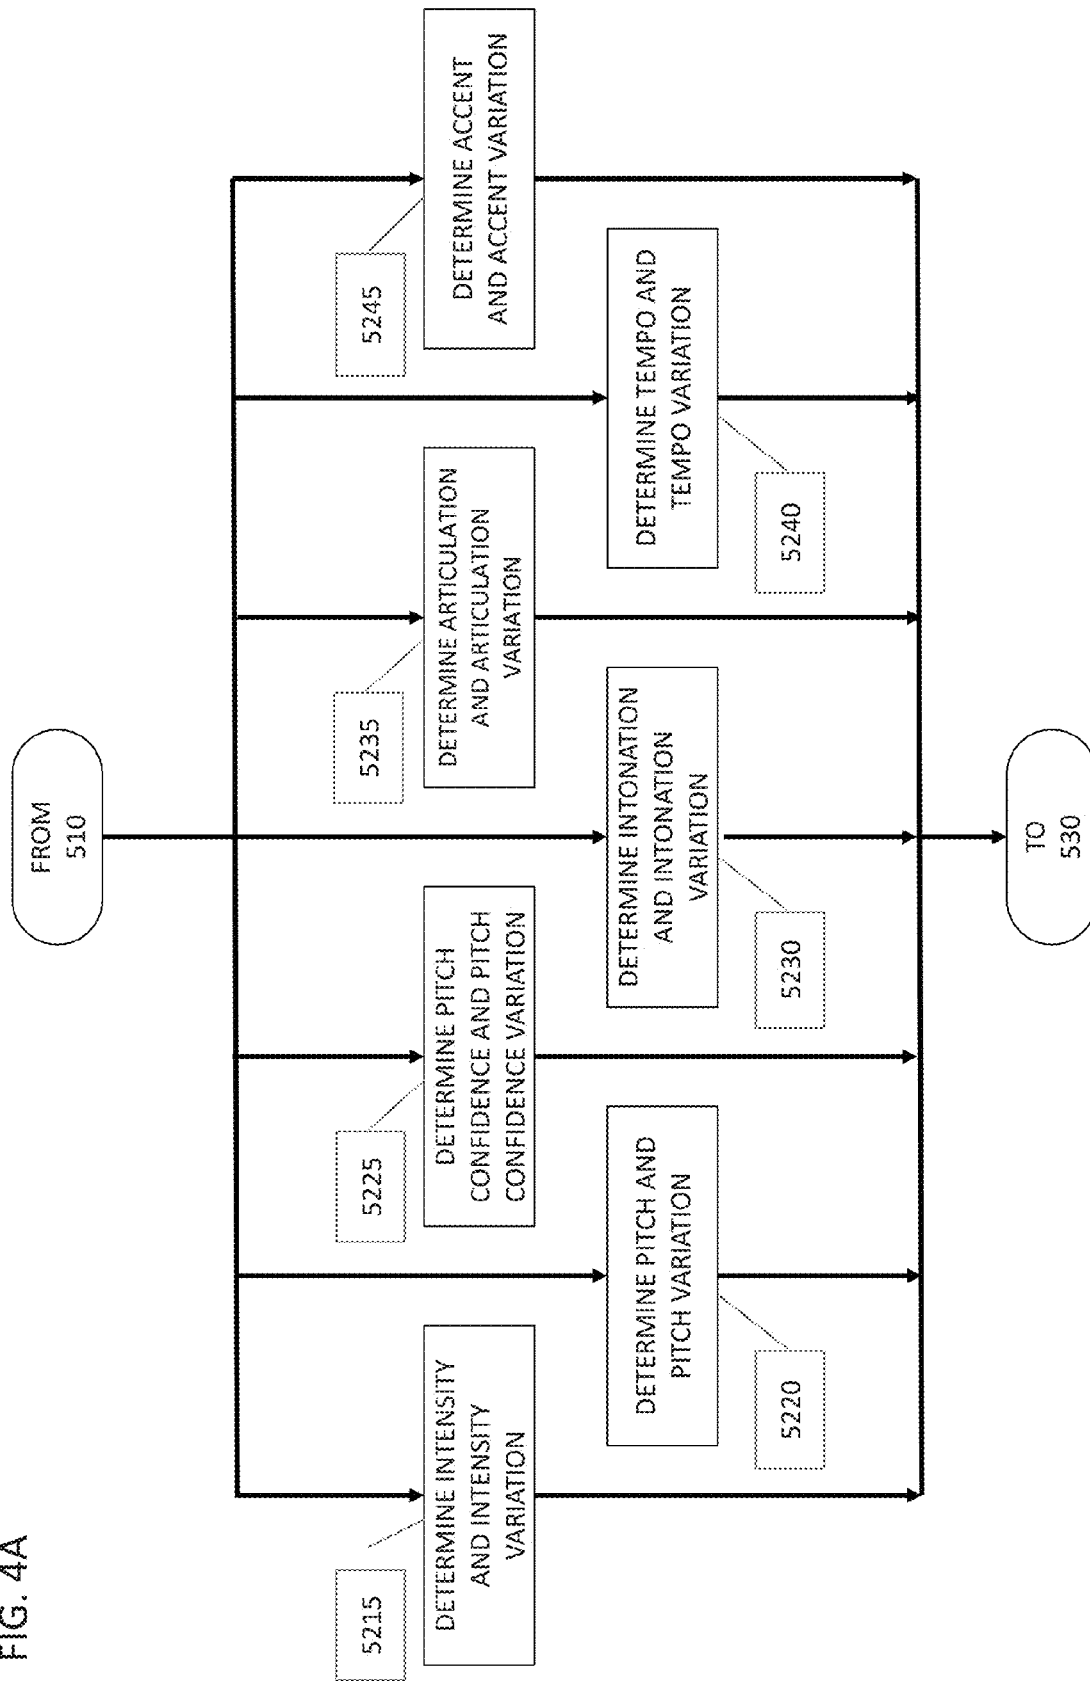 FIG. 4A
FROM
510
5215
DETERMINE INTENSITY
AND INTENSITY
VARIATION
DETERMINE PITCH AND
PITCH VARIATION
5220
5225
DETERMINE PITCH
CONFIDENCE AND PITCH
CONFIDENCE VARIATION
DETERMINE INTONATION
AND INTONATION
VARIATION
5230
5235
DETERMINE ARTICULATION
AND ARTICULATION
VARIATION
DETERMINE TEMPO AND
TEMPO VARIATION
5240
5245
DETERMINE ACCENT
AND ACCENT VARIATION
TO
530